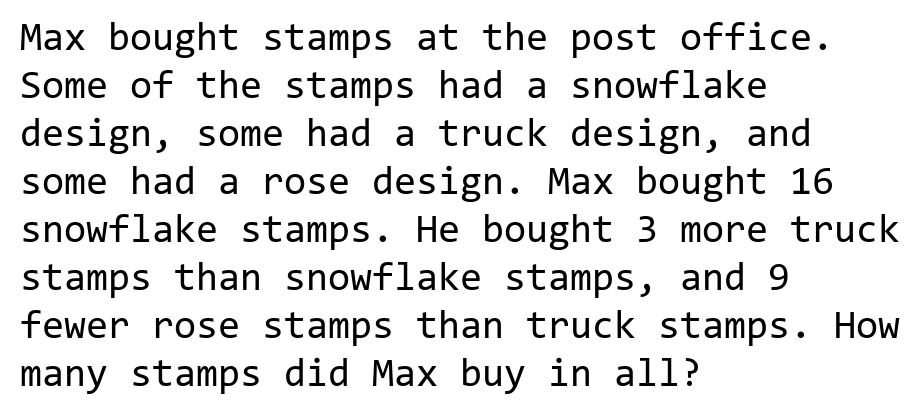 Max bought stamps at the post office.
Some of the stamps had a snowflake
design, some had a truck design, and
some had a rose design. Max bought 16
snowflake stamps. He bought 3 more truck
stamps than snowflake stamps, and 9
fewer rose stamps than truck stamps. How
many stamps did Max buy in all?